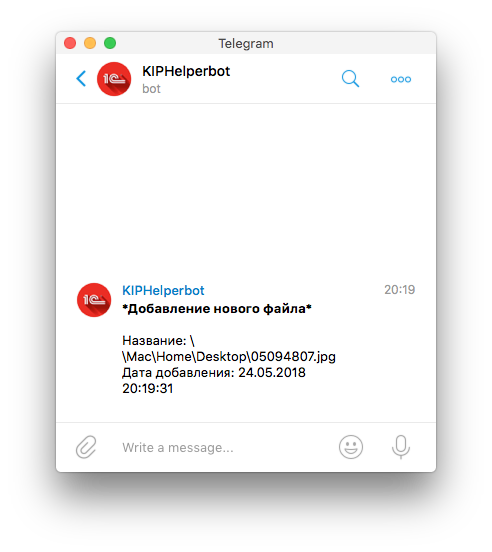 Telegram
KIPHelperbot
bot
KIPHelperbot
20:19
*Добавление нового файла*
Название: \
\Mac\Home\Desktop\05094807.jpg
Дата добавления: 24.05.2018
20:19:31
Write a message...